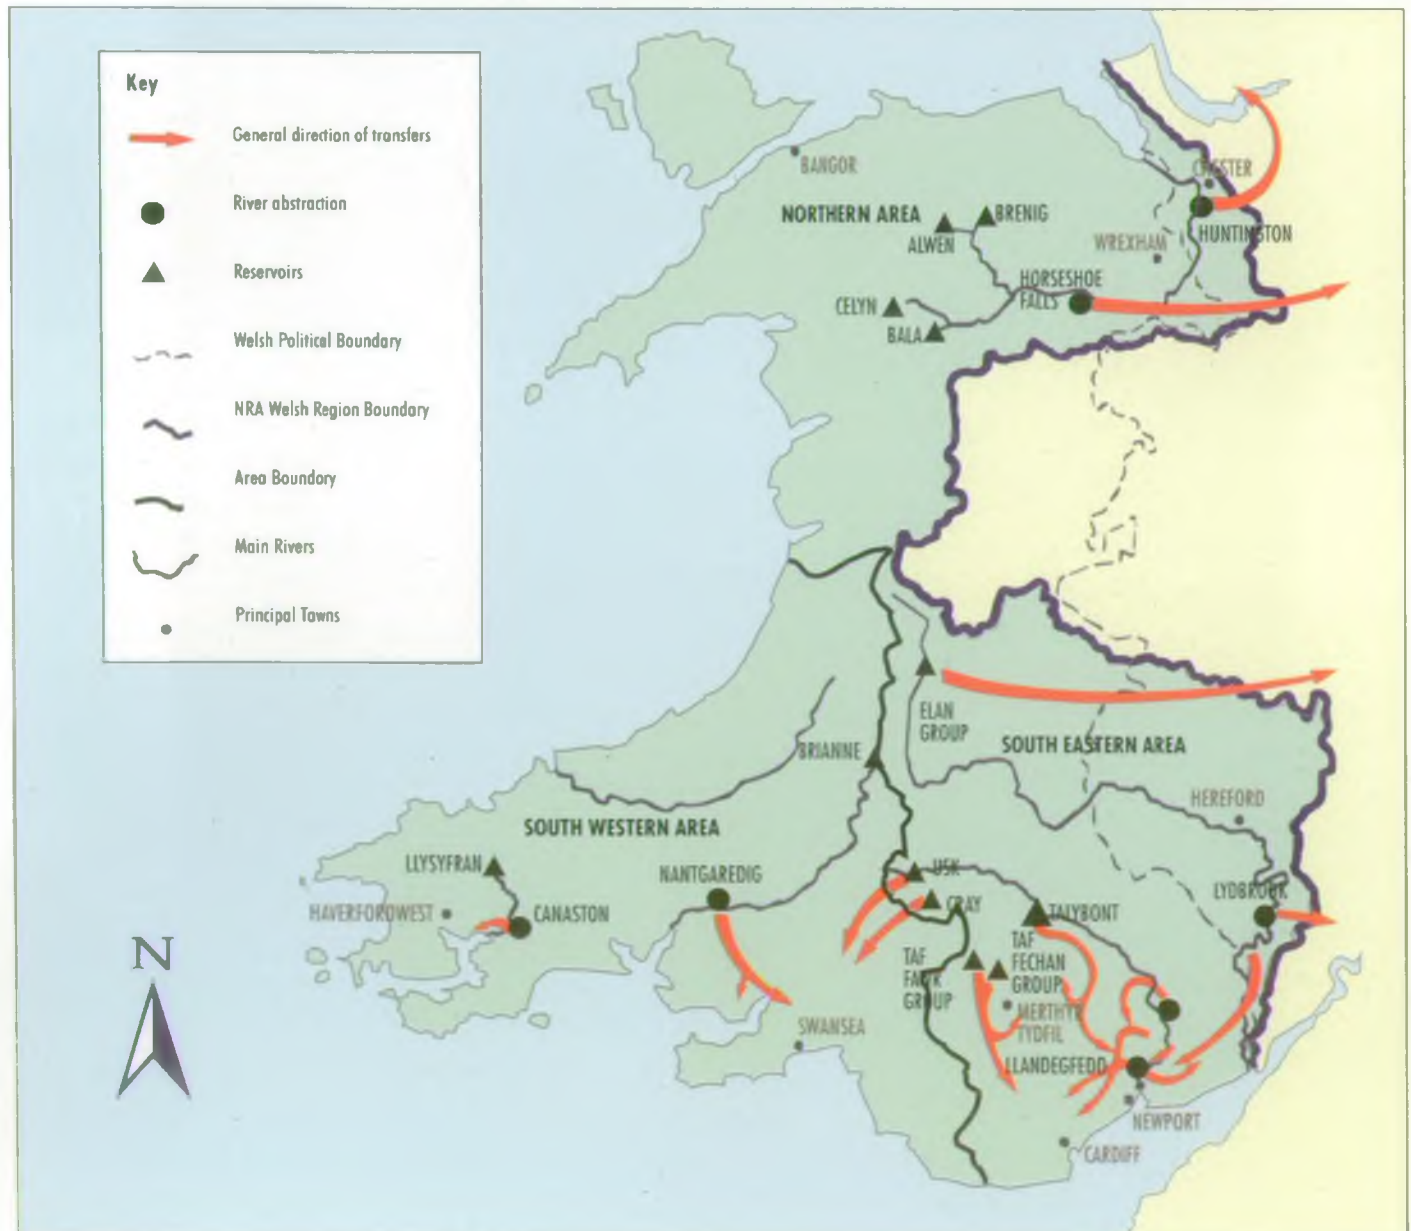 Key
General direction of transfers
River abstraction
Reservoirs
Welsh Political Boundary
NRA Welsh Region Boundary
Area Boundary
Main Rivers
Principal Towns
N
BANGOR
CHESTER
NORTHERN AREA
BRENIG
ALWEN
WREXHAM
HUNTINGTON
HORSESHOE
FALLS
CELYN
BALA
ELAN
GROUP
SOUTH EASTERN AREA
BRIANNE
HEREFORD
SOUTH WESTERN AREA
LLYSYFRAN
NANTGAREDIG
USK
LYDBROOK
HAVERFORDWEST
CANASTON
CRAY
TALYBONT
TAF
FAWR
GROUP
TAF
FECHAN
GROUP
MERTHYR
TYDFIL
SWANSEA
LLANDEGFEDD
NEWPORT
CARDIFF